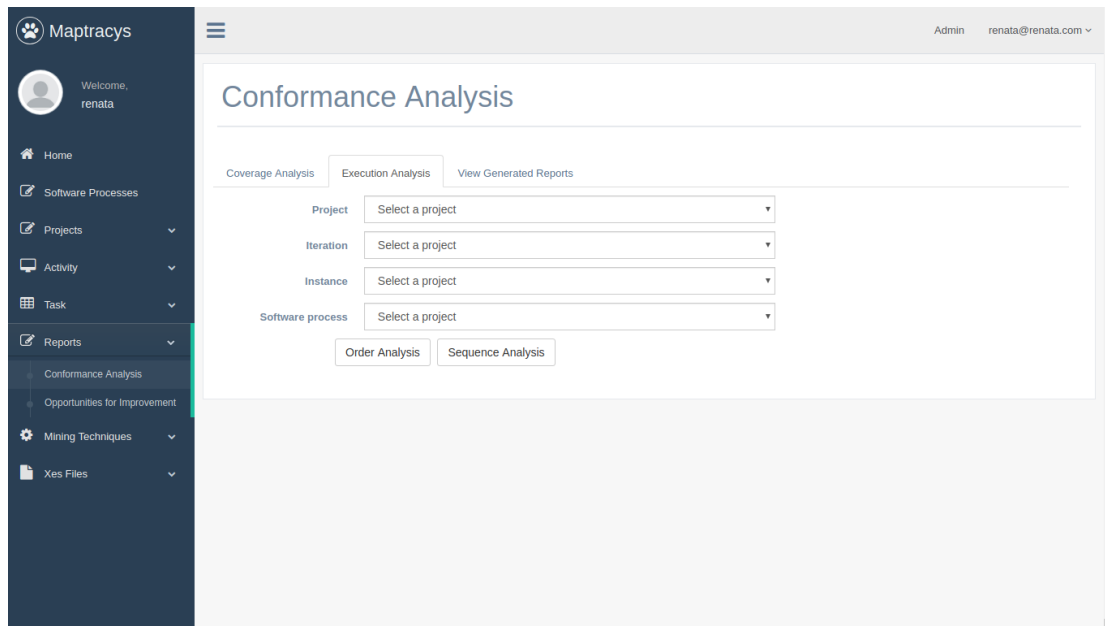 Maptracys
Admin renata@renata.com
Welcome,
renata
Home
Software Processes
Projects
Activity
Task
Reports
Conformance Analysis
Opportunities for Improvement
Mining Techniques
Xes Files
Conformance Analysis
Coverage Analysis Execution Analysis View Generated Reports
Project Select a project
Iteration Select a project
Instance Select a project
Software process Select a project
Order Analysis Sequence Analysis